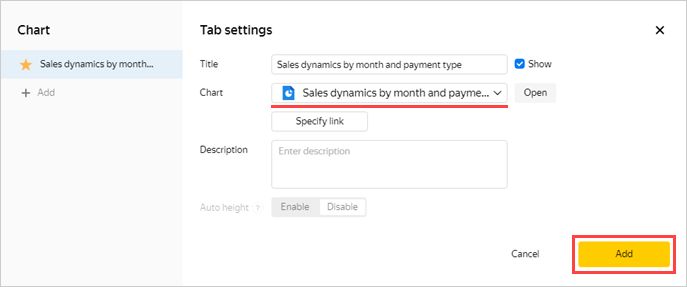 Chart
Sales dynamics by month...
Add
Tab settings
Title
Sales dynamics by month and payment type
Show
Chart
Sales dynamics by month and payme...
Open
Specify link
Description
Enter description
Auto height ?
Enable
Disable
Cancel
Add